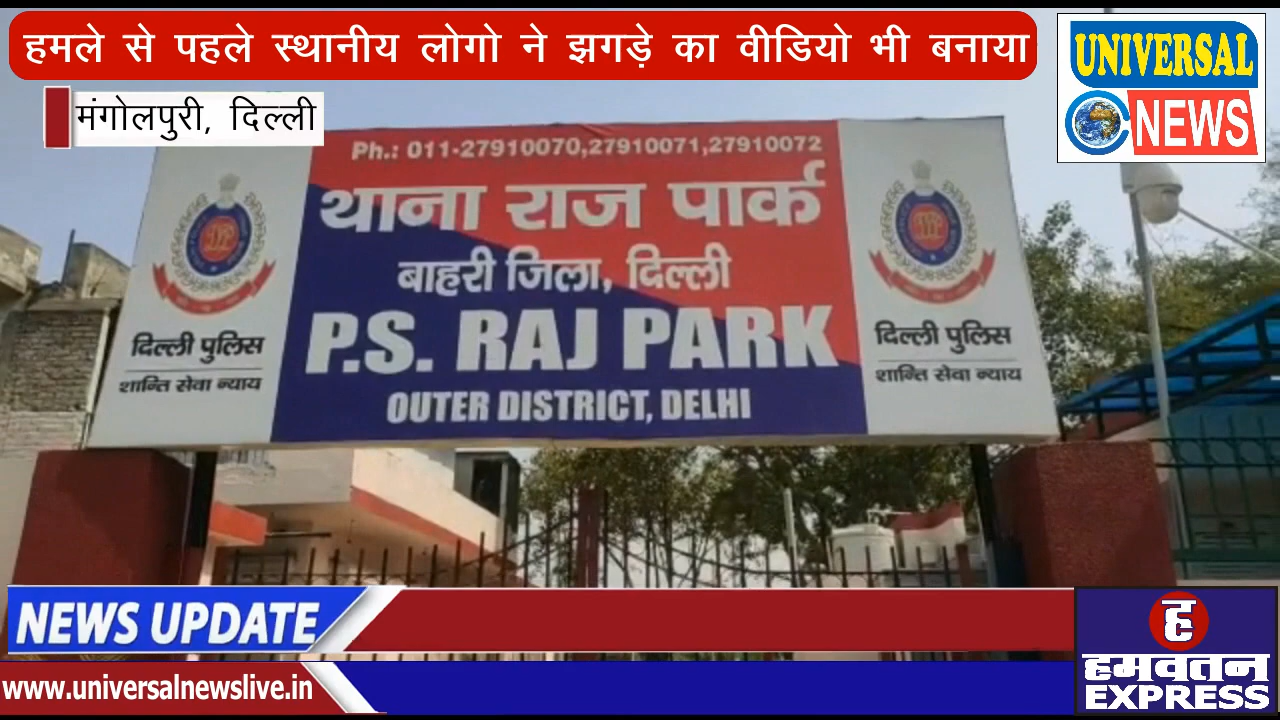 हमले से पहले स्थानीय लोगो ने झगड़े का वीडियो भी बनाया
UNIVERSAL
NEWS
मंगोलपुरी, दिल्ली
Ph.: 011-27910070,27910071,27910072
थाना राज पार्क
बाहरी जिला, दिल्ली
P.S. RAJ PARK
OUTER DISTRICT, DELHI
दिल्ली पुलिस
शान्ति सेवा न्याय
दिल्ली पुलिस
शान्ति सेवा न्याय
NEWS UPDATE
www.universalnewslive.in
ह
हमवतन
EXPRESS